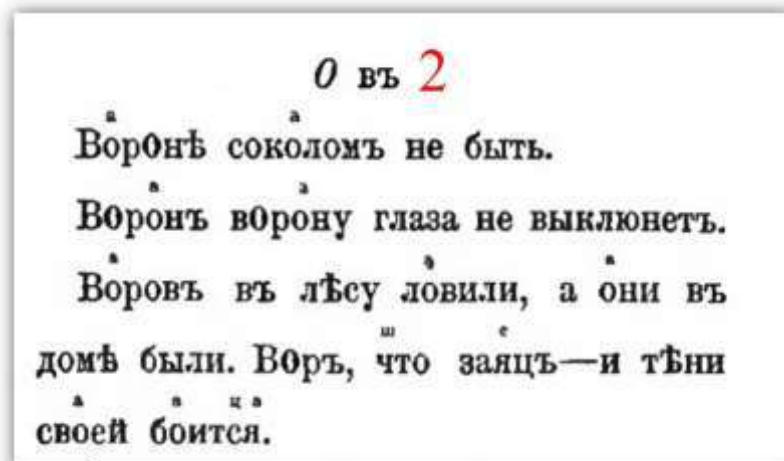 О въ 2
а а
Воронѣ соколомъ не быть.
а а
Воронъ ворону глаза не выклюнетъ.
а а а
Воровъ въ лѣсу ловили, а они въ
ш е
домѣ были. Воръ, что заяцъ—и тѣни
а а ца
своей боится.